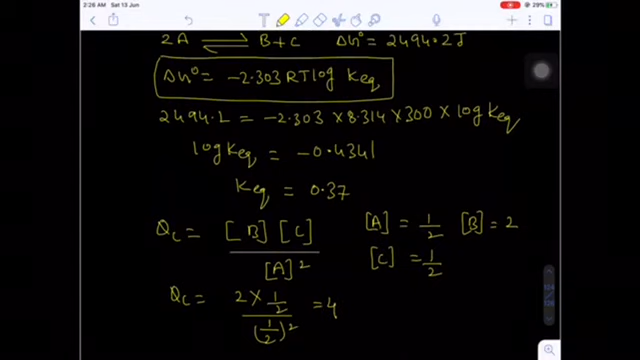 2:26 AM Sat 13 Jun 29%
2A ⇌ B+C ΔG° = 2494.2J
ΔG° = -2.303 RT log Keq
2494.2 = -2.303 × 8.314 × 300 × log Keq
log Keq = -0.4341
Keq = 0.37
Qc = [B] [C] / [A]² [A] = 1/2 [B] = 2
[C] = 1/2
Qc = 2 × 1/2 / (1/2)² = 4